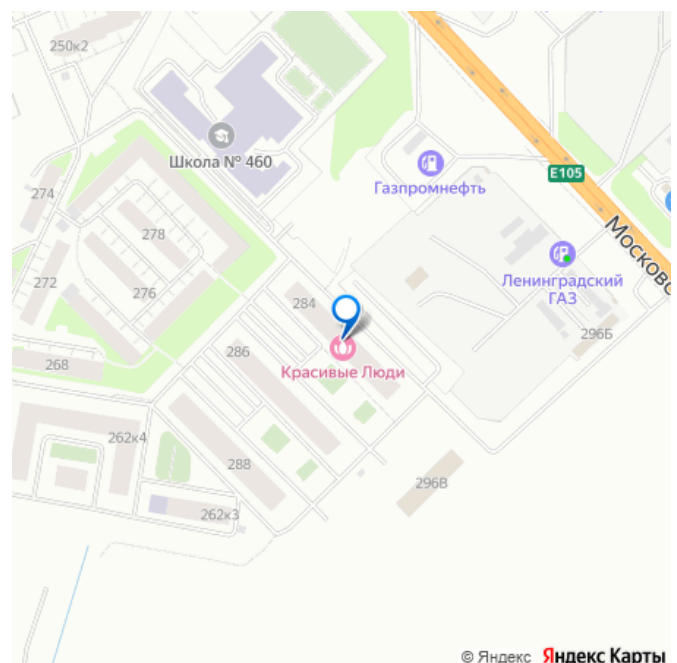 250к2
Школа № 460
Газпромнефть
E105
Московс
274
278
Ленинградский
ГАЗ
272
276
284
296Б
268
286
Красивые Люди
262к4
288
296В
262к3
© Яндекс Яндекс Карты